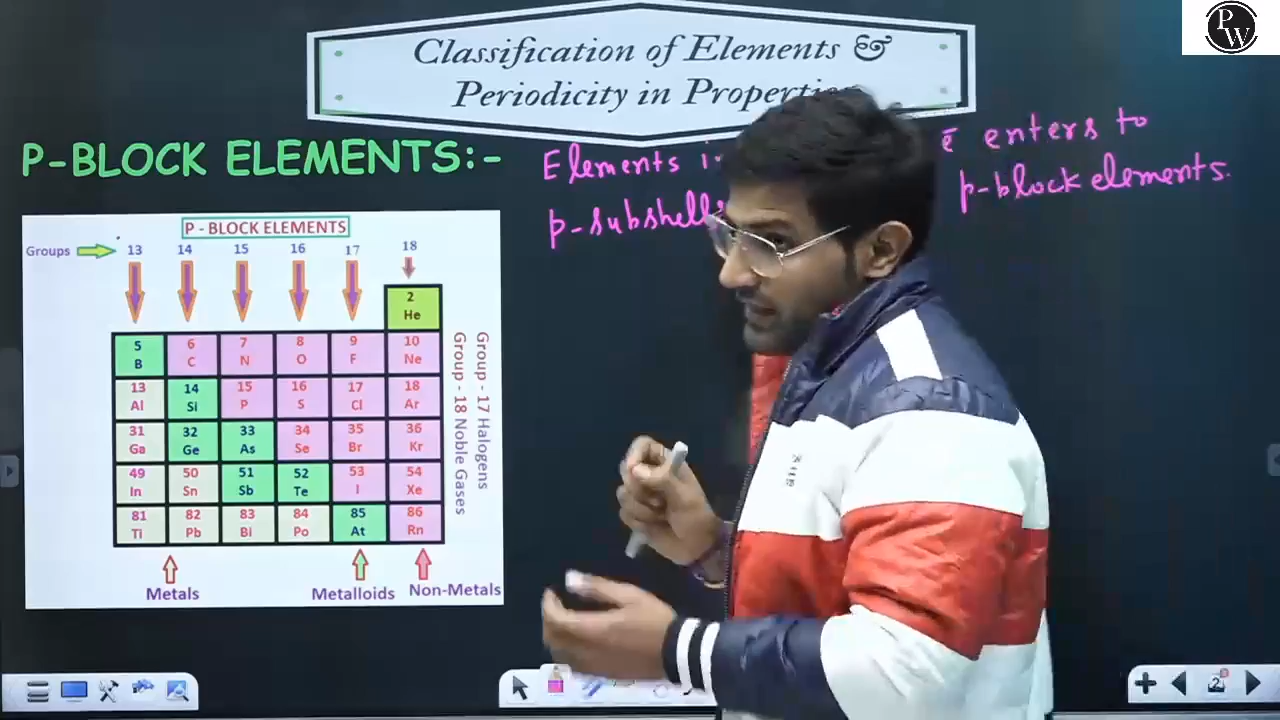 PW
Classification of Elements &
Periodicity in Properties
P-BLOCK ELEMENTS:-
Elements
ē enters to
p-subshell
p-block elements.
P - BLOCK ELEMENTS
Groups 13 14 15 16 17 18
2
He
5 6 7 8 9 10
B C N O F Ne
13 14 15 16 17 18
Al Si P S Cl Ar
31 32 33 34 35 36
Ga Ge As Se Br Kr
49 50 51 52 53 54
In Sn Sb Te I Xe
81 82 83 84 85 86
Tl Pb Bi Po At Rn
Group - 17 Halogens
Group - 18 Noble Gases
Metals
Metalloids
Non-Metals
2